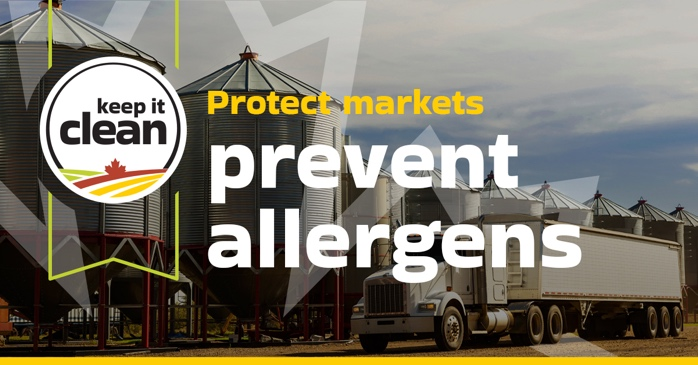 keep it
clean
Protect markets
prevent
allergens